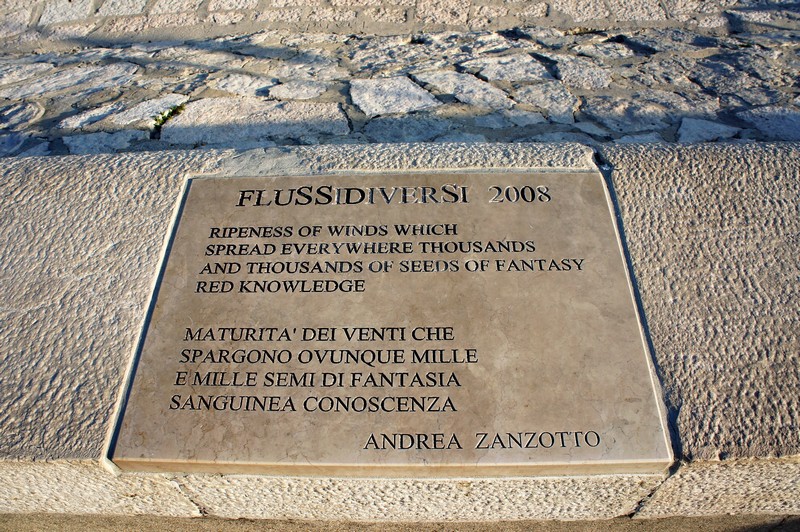 FLUSSIDIVERSI 2008
RIPENESS OF WINDS WHICH
SPREAD EVERYWHERE THOUSANDS
AND THOUSANDS OF SEEDS OF FANTASY
RED KNOWLEDGE
MATURITA' DEI VENTI CHE
SPARGONO OVUNQUE MILLE
E MILLE SEMI DI FANTASIA
SANGUINEA CONOSCENZA
ANDREA ZANZOTTO